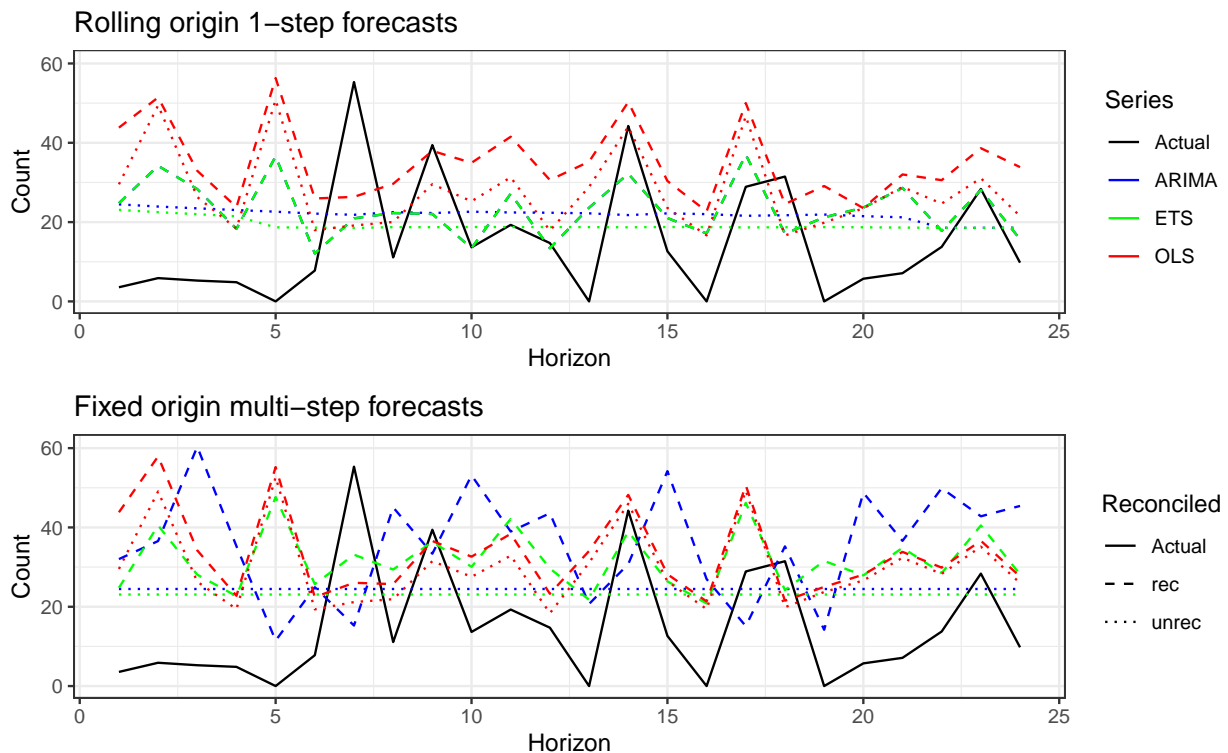 Rolling origin 1−step forecasts
60
40
20
0
Count
0 5 10 15 20 25
Horizon
Series
Actual
ARIMA
ETS
OLS
Fixed origin multi−step forecasts
60
40
20
0
Count
0 5 10 15 20 25
Horizon
Reconciled
Actual
rec
unrec